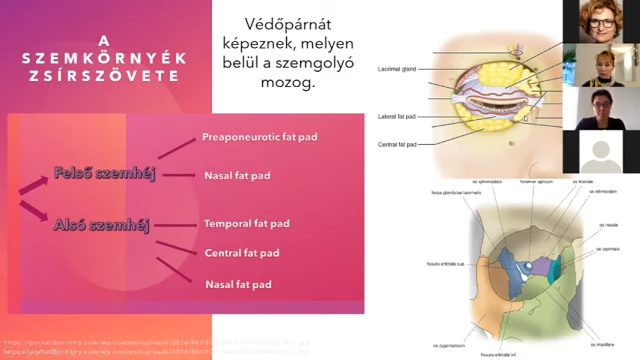 A
SZEMKÖRNYÉK
ZSÍRSZÖVETE
Védőpárnát
képeznek, melyen
belül a szemgolyó
mozog.
Felső szemhéj
Preaponeurotic fat pad
Nasal fat pad
Alsó szemhéj
Temporal fat pad
Central fat pad
Nasal fat pad
Lacrimal gland
Lateral fat pad
Central fat pad
os sphenoidale
foramen opticum
os frontale
fossa glandulae lacrimalis
os ethmoidale
os nasale
os lacrimale
fissura orbitalis sup.
os zygomaticum
os maxillare
fissura orbitalis inf.